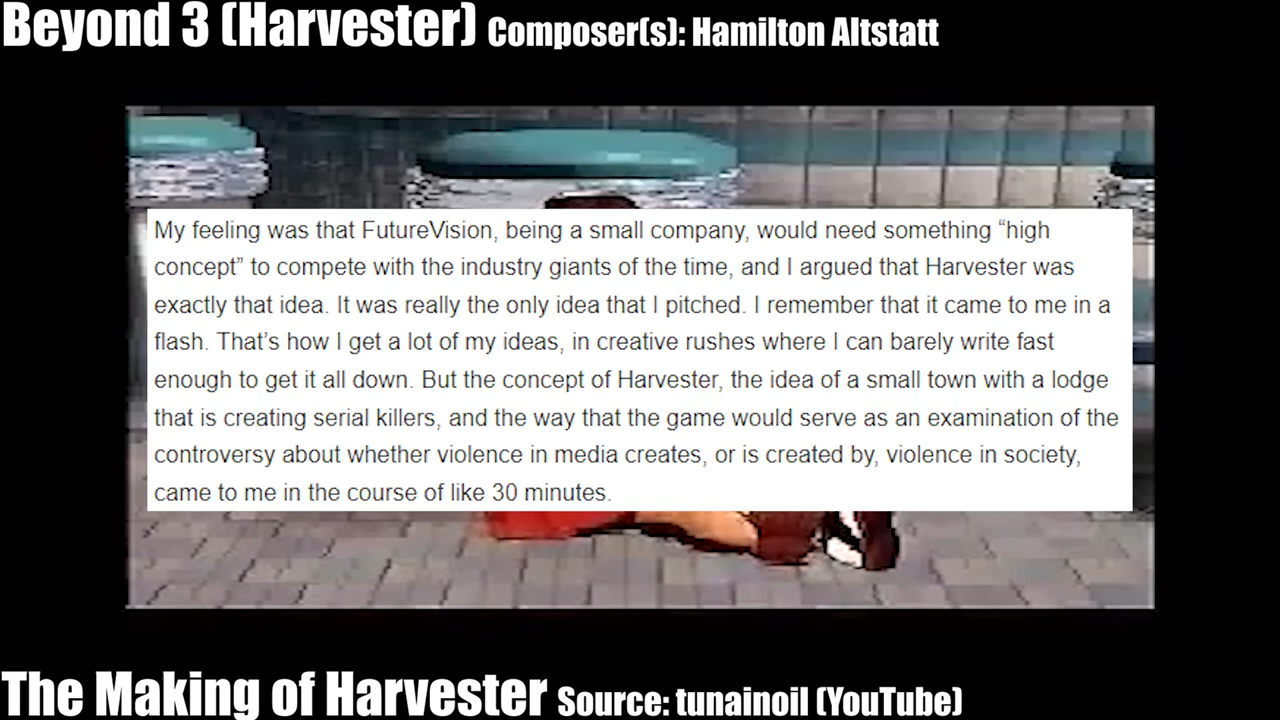 Beyond 3 (Harvester) Composer(s): Hamilton Altstatt
My feeling was that FutureVision, being a small company, would need something “high
concept” to compete with the industry giants of the time, and I argued that Harvester was
exactly that idea. It was really the only idea that I pitched. I remember that it came to me in a
flash. That’s how I get a lot of my ideas, in creative rushes where I can barely write fast
enough to get it all down. But the concept of Harvester, the idea of a small town with a lodge
that is creating serial killers, and the way that the game would serve as an examination of the
controversy about whether violence in media creates, or is created by, violence in society,
came to me in the course of like 30 minutes.
The Making of Harvester Source: tunainoil (YouTube)